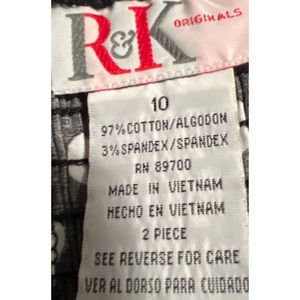 R&K ORIGINALS
10
97% COTTON/ALGODON
3% SPANDEX/SPANDEX
RN 89700
MADE IN VIETNAM
HECHO EN VIETNAM
2 PIECE
SEE REVERSE FOR CARE
VER AL DORSO PARA CUIDADO